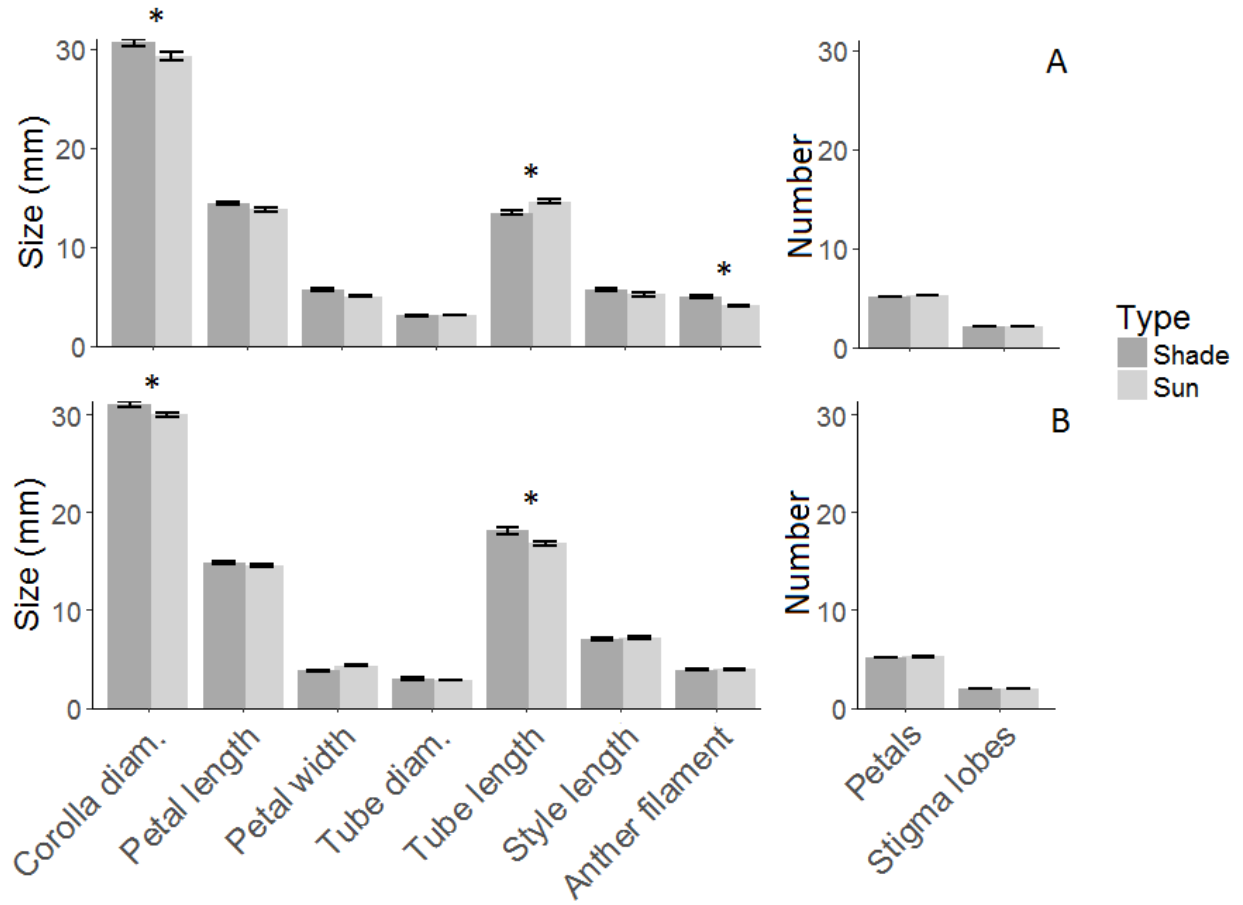 *
*
*
Size (mm)
30
20
10
0
A
Number
30
20
10
0
Type
Shade
Sun
*
*
Size (mm)
30
20
10
0
B
Number
30
20
10
0
Corolla diam.
Petal length
Petal width
Tube diam.
Tube length
Style length
Anther filament
Petals
Stigma lobes